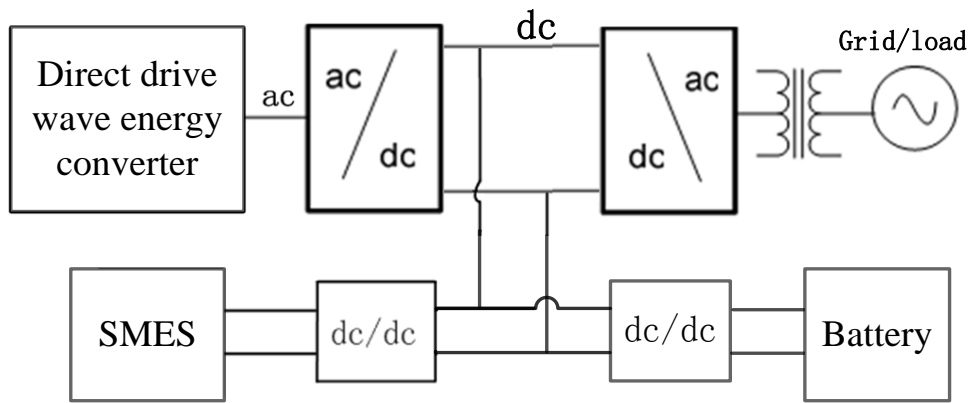 Direct drive
wave energy
converter
ac
ac
dc
dc
ac
dc
Grid/load
SMES
dc/dc
dc/dc
Battery